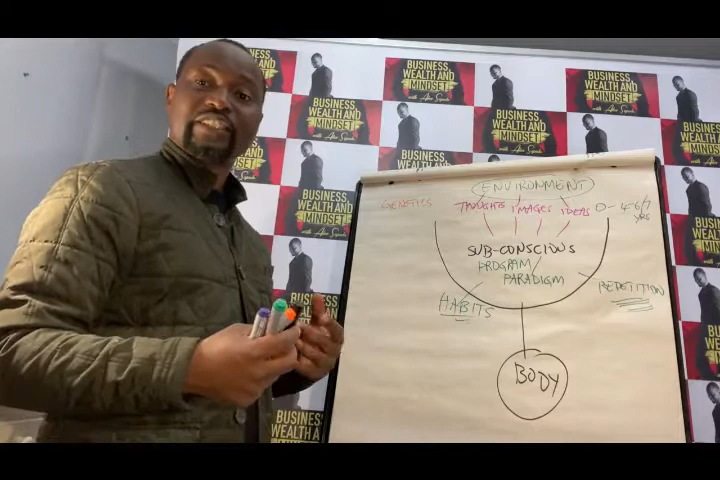 BUSINESS,
WEALTH AND
MINDSET
ENVIRONMENT
GENETICS THOUGHTS IMAGES IDEAS 0-4-6/7
YRS
SUB-CONSCIOUS
PROGRAM
PARADIGM
HABITS
BODY